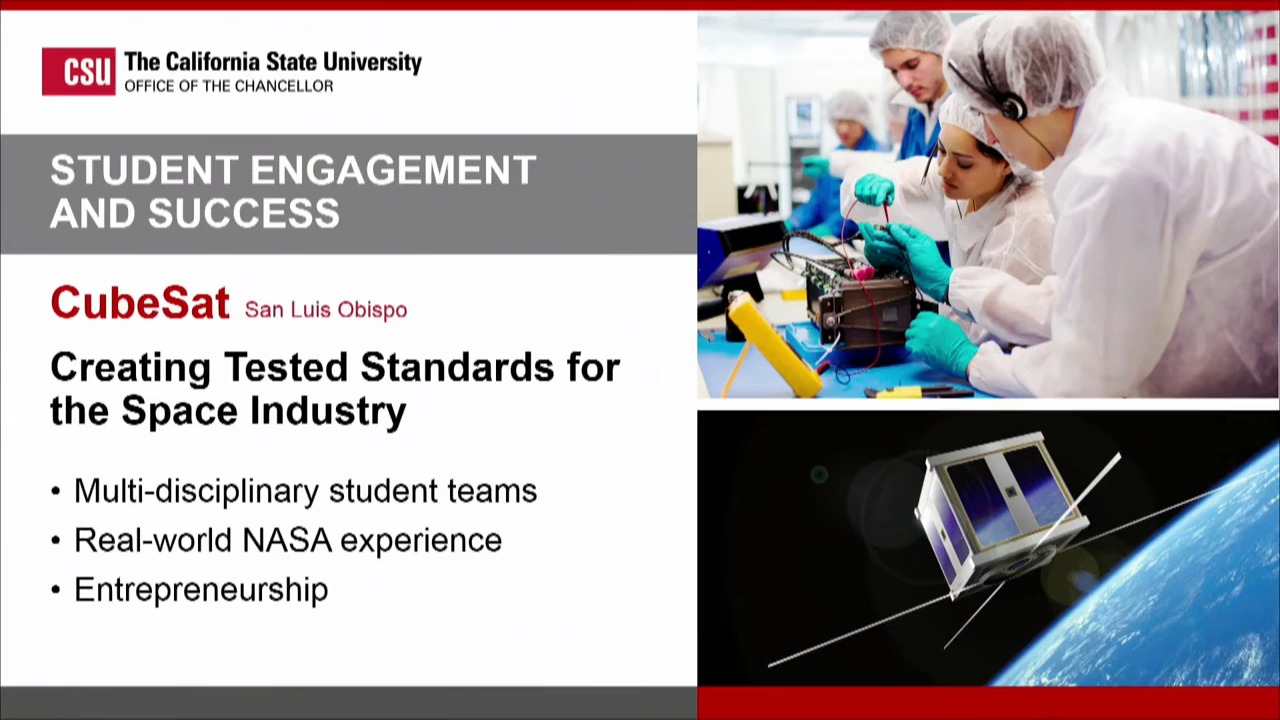 CSU The California State University
OFFICE OF THE CHANCELLOR
STUDENT ENGAGEMENT
AND SUCCESS
CubeSat San Luis Obispo
Creating Tested Standards for
the Space Industry
• Multi-disciplinary student teams
• Real-world NASA experience
• Entrepreneurship